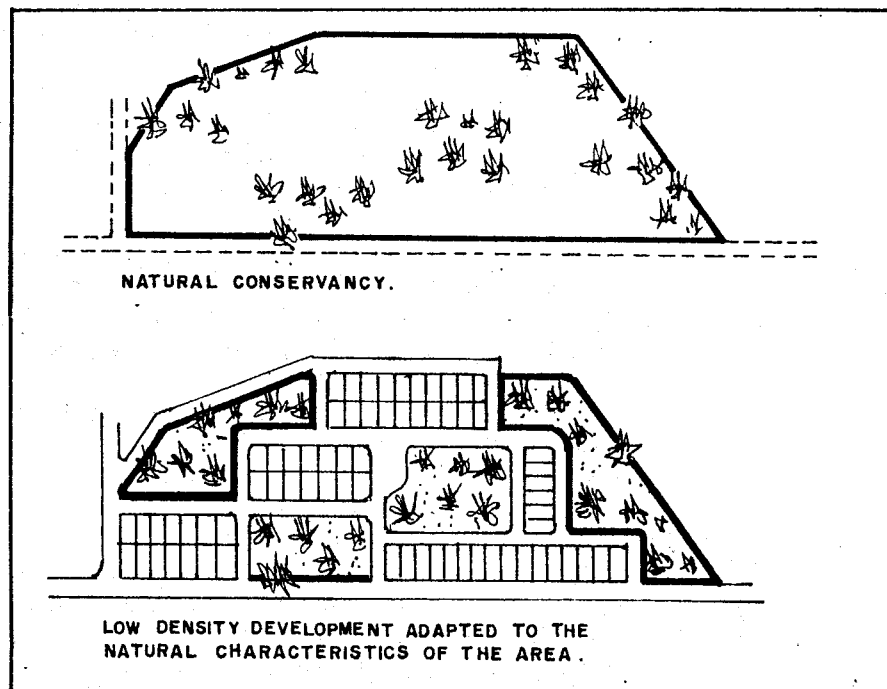 NATURAL CONSERVANCY.
LOW DENSITY DEVELOPMENT ADAPTED TO THE
NATURAL CHARACTERISTICS OF THE AREA.